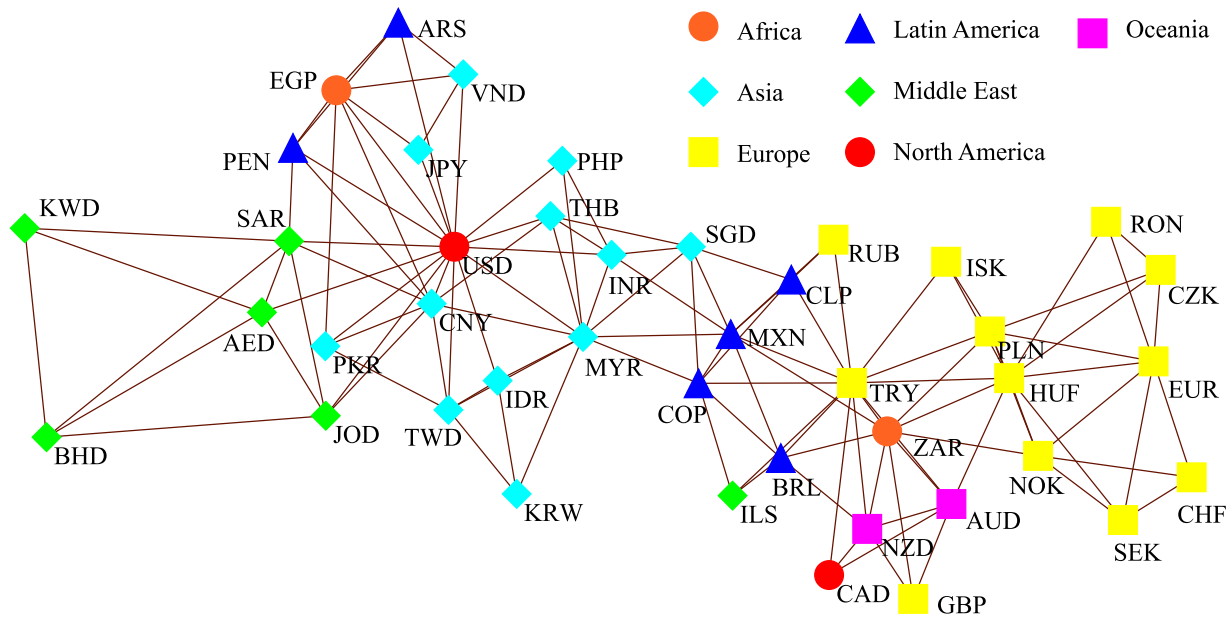 ARS
Africa
Latin America
Oceania
EGP
VND
Asia
Middle East
PEN
JPY
PHP
Europe
North America
KWD
SAR
THB
SGD
RUB
RON
USD
INR
ISK
CLP
CZK
AED
CNY
MXN
PKR
MYR
PLN
IDR
COP
TRY
HUF
EUR
JOD
TWD
BHD
ZAR
BRL
NOK
KRW
ILS
AUD
CHF
NZD
SEK
CAD
GBP